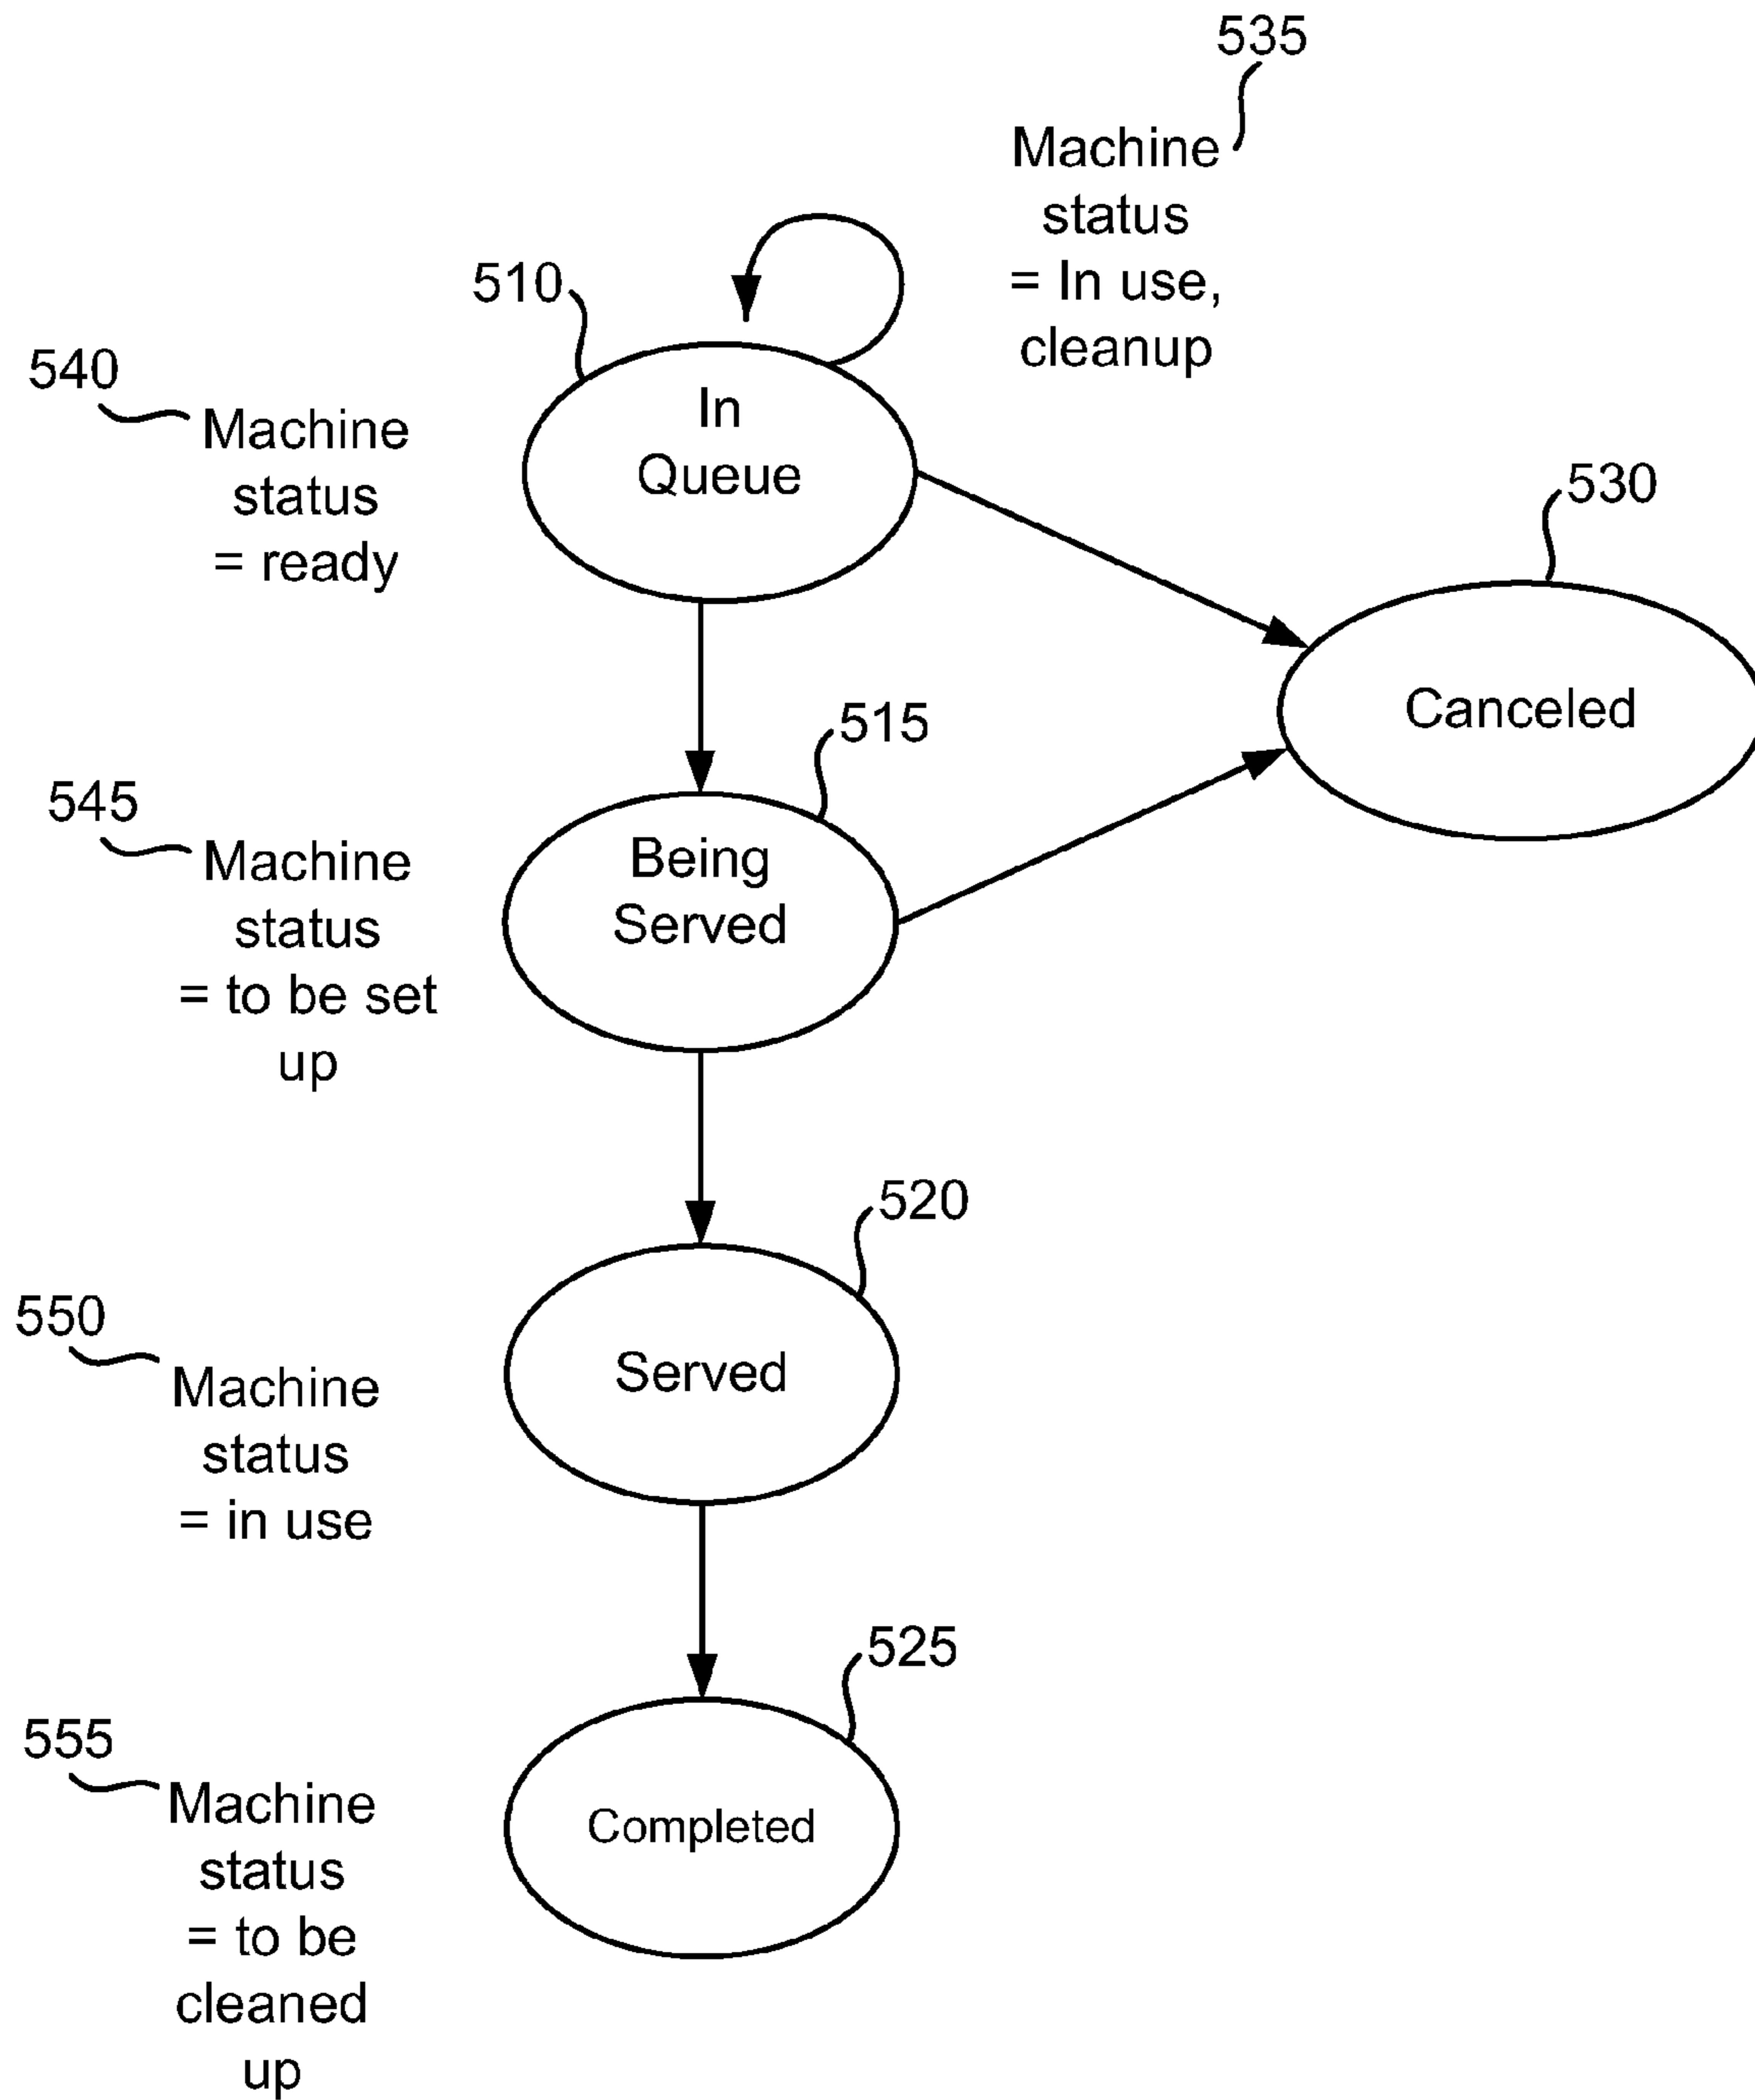 535
Machine
status
= In use,
cleanup
510
In
Queue
540
Machine
status
= ready
530
Canceled
515
Being
Served
545
Machine
status
= to be set
up
520
Served
550
Machine
status
= in use
525
Completed
555
Machine
status
= to be
cleaned
up